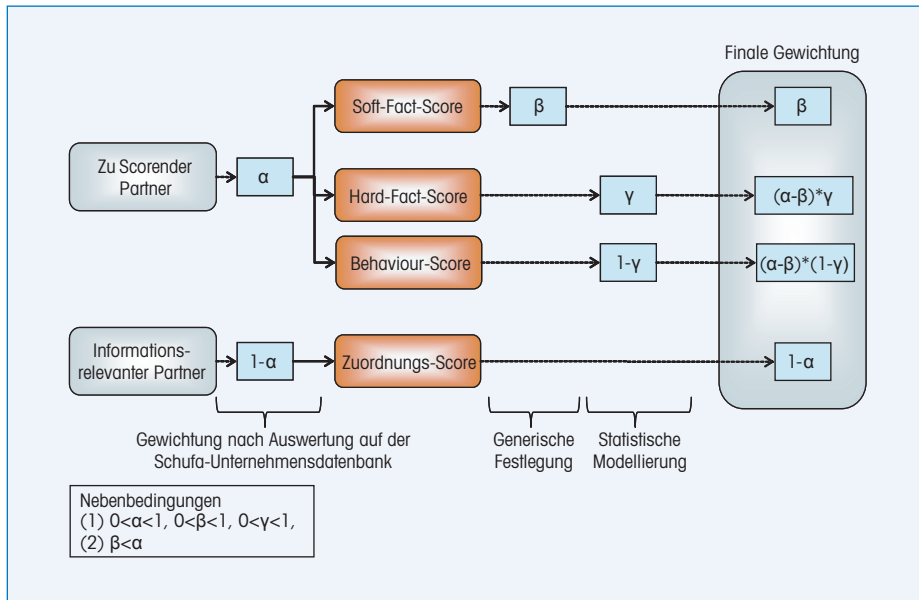 Finale Gewichtung
Soft-Fact-Score
β
β
Zu Scorender
Partner
α
Hard-Fact-Score
γ
(α-β)*γ
Behaviour-Score
1-γ
(α-β)*(1-γ)
Informations-
relevanter Partner
1-α
Zuordnungs-Score
1-α
Gewichtung nach Auswertung auf der
Schufa-Unternehmensdatenbank
Generische
Festlegung
Statistische
Modellierung
Nebenbedingungen
(1) 0<α<1, 0<β<1, 0<γ<1,
(2) β<α